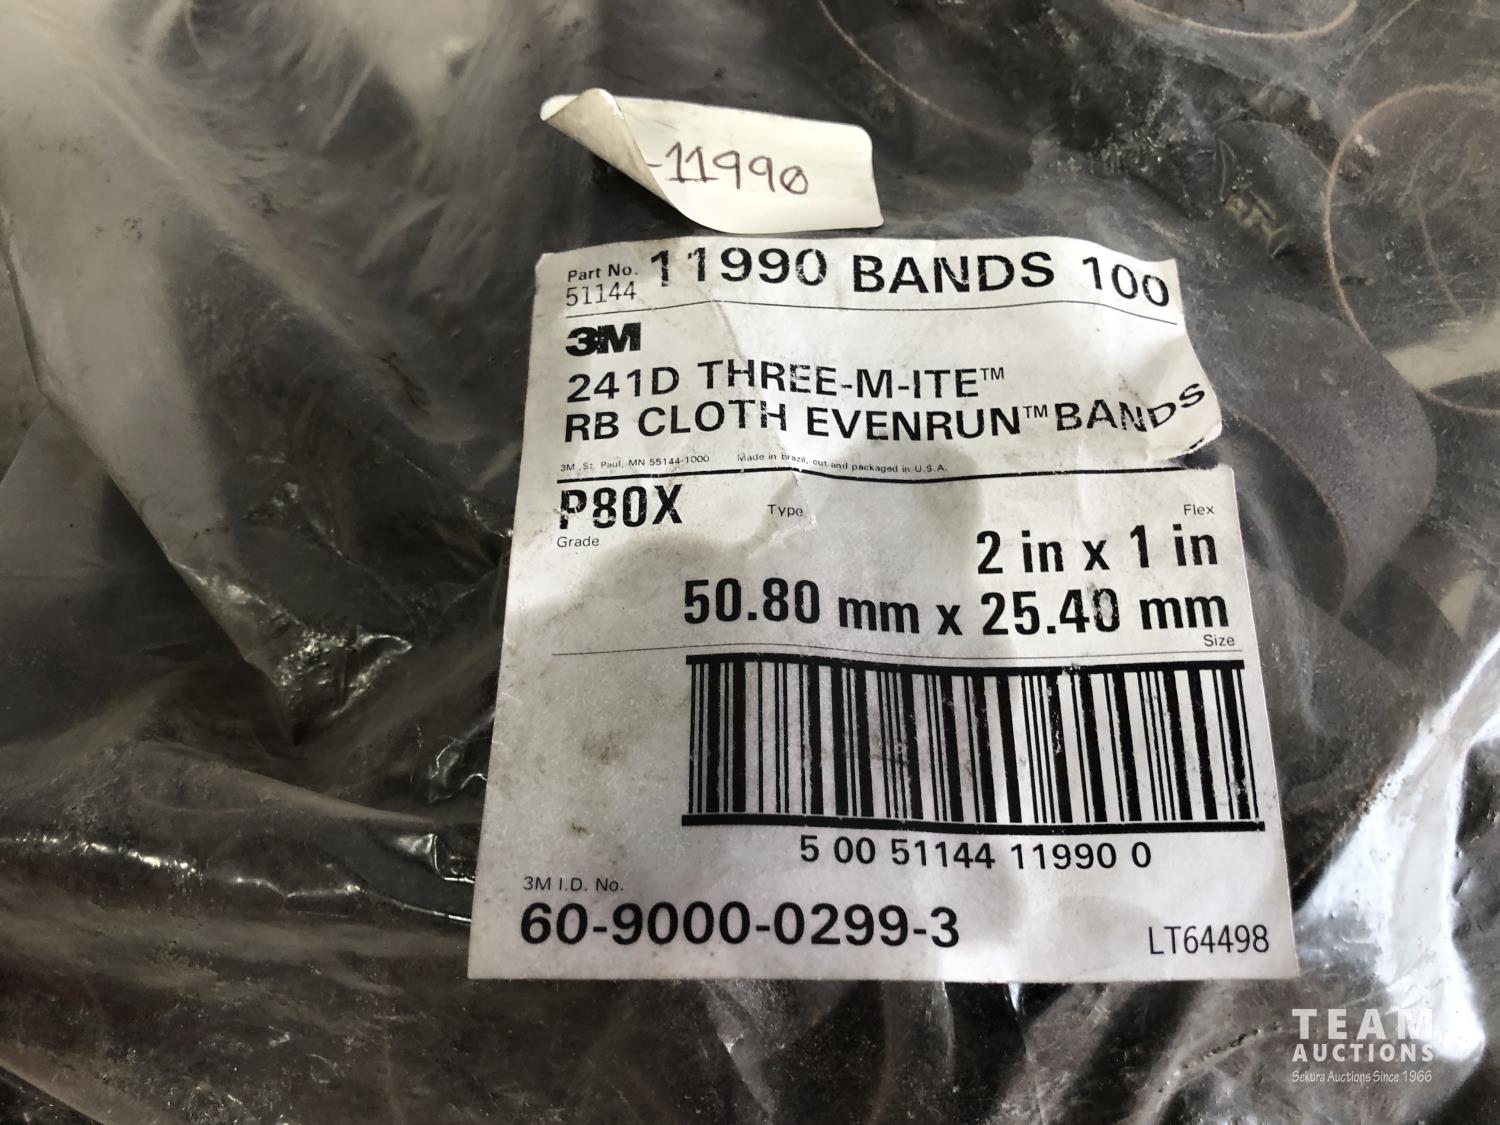 -11990
Part No. 11990 BANDS 100
51144
3M
241D THREE-M-ITE™
RB CLOTH EVENRUN™ BANDS
3M St. Paul, MN 55144-1000 Made in Brazil, cut and packaged in U.S.A.
P80X Type Flex
Grade
2 in x 1 in
50.80 mm x 25.40 mm
Size
5 00 51144 11990 0
3M I.D. No.
60-9000-0299-3 LT64498
TEAM
AUCTIONS
Sekura Auctions Since 1966